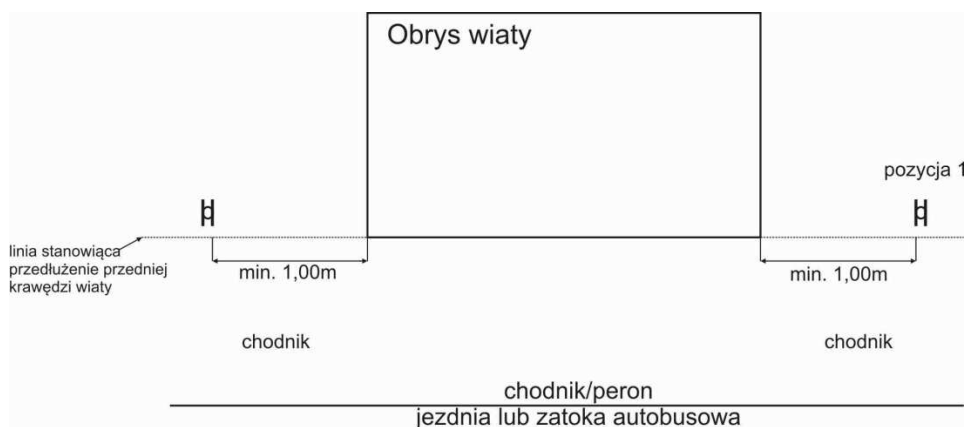 Obrys wiaty
pozycja 1
linia stanowiąca
przedłużenie przedniej
krawędzi wiaty
min. 1,00m
min. 1,00m
chodnik
chodnik
chodnik/peron
jezdnia lub zatoka autobusowa